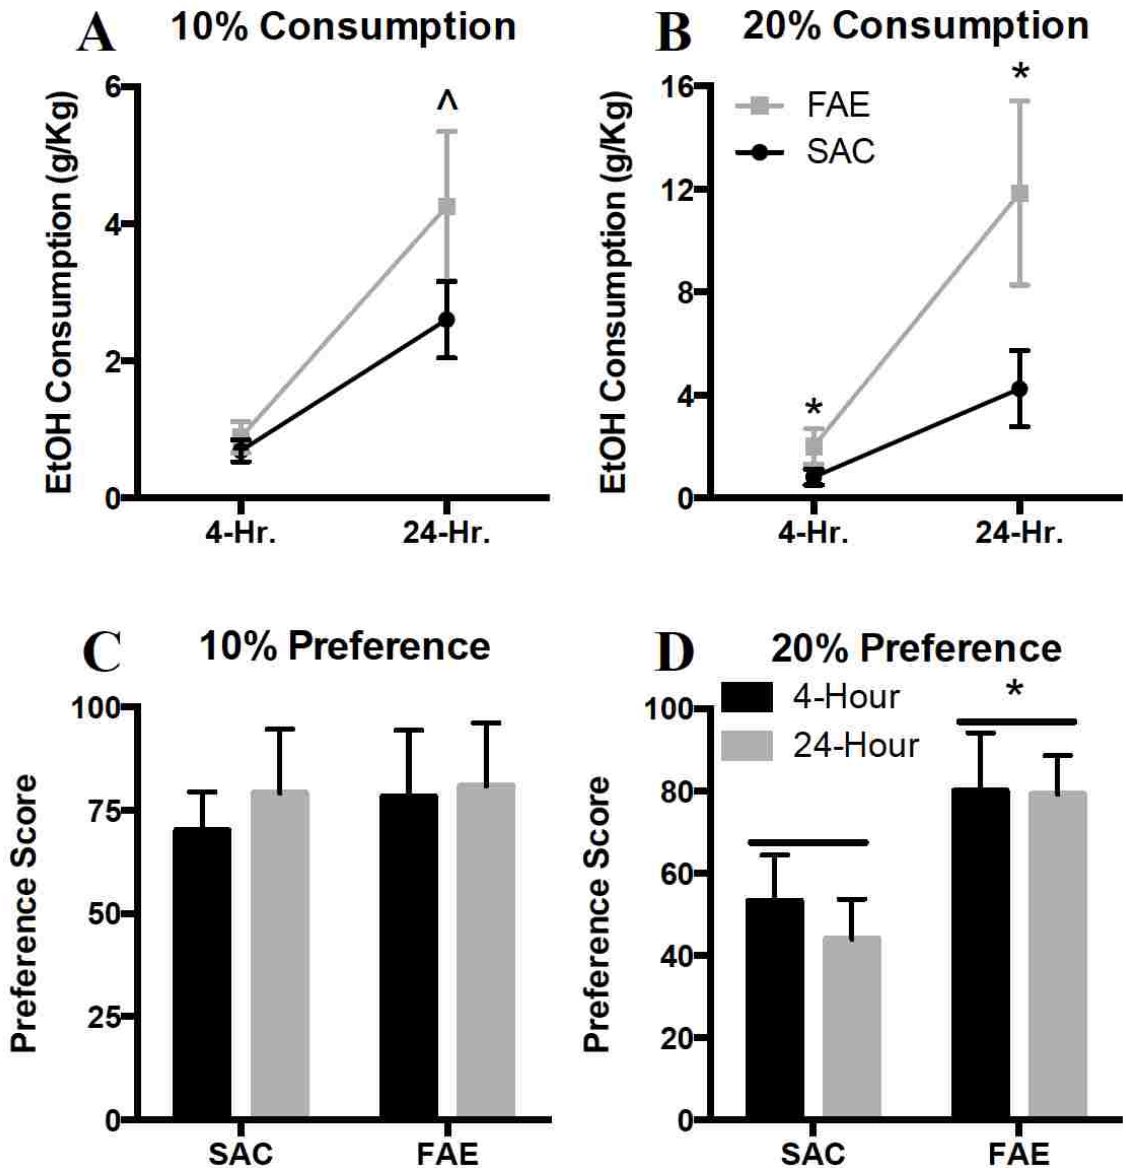 A 10% Consumption
EtOH Consumption (g/Kg)
6
4
2
0
^
4-Hr. 24-Hr.
B 20% Consumption
EtOH Consumption (g/Kg)
16
12
8
4
0
FAE
SAC
*
*
4-Hr. 24-Hr.
C 10% Preference
Preference Score
100
75
50
25
0
SAC FAE
D 20% Preference
Preference Score
100
80
60
40
20
0
4-Hour
24-Hour
*
SAC FAE